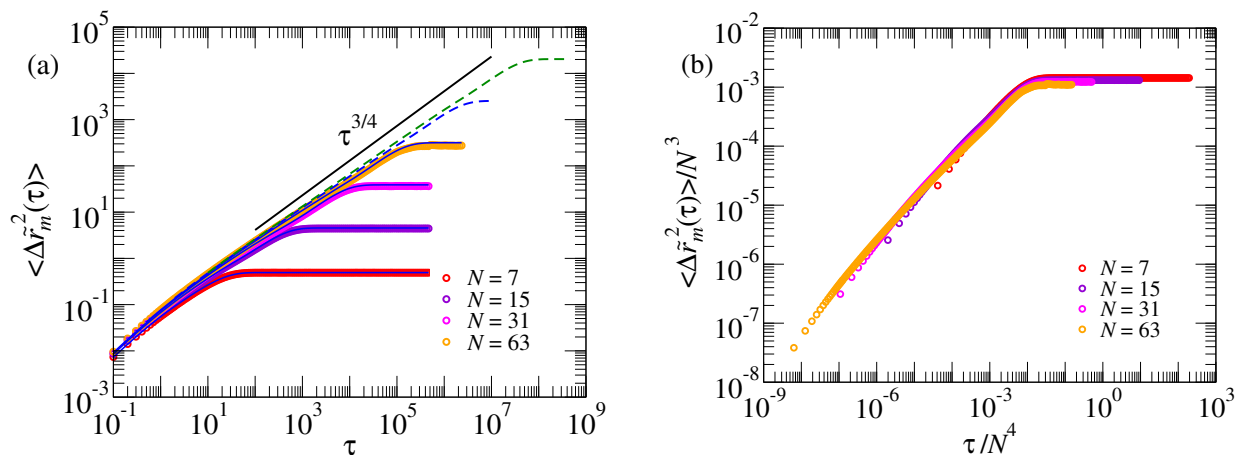 (a)
10^5
10^3
10^1
10^-1
10^-3
<Δr̃_m^2(τ)>
τ^3/4
N = 7
N = 15
N = 31
N = 63
10^-1 10^1 10^3 10^5 10^7 10^9
τ
(b)
10^-2
10^-3
10^-4
10^-5
10^-6
10^-7
10^-8
<Δr̃_m^2(τ)>/N^3
N = 7
N = 15
N = 31
N = 63
10^-9 10^-6 10^-3 10^0 10^3
τ/N^4